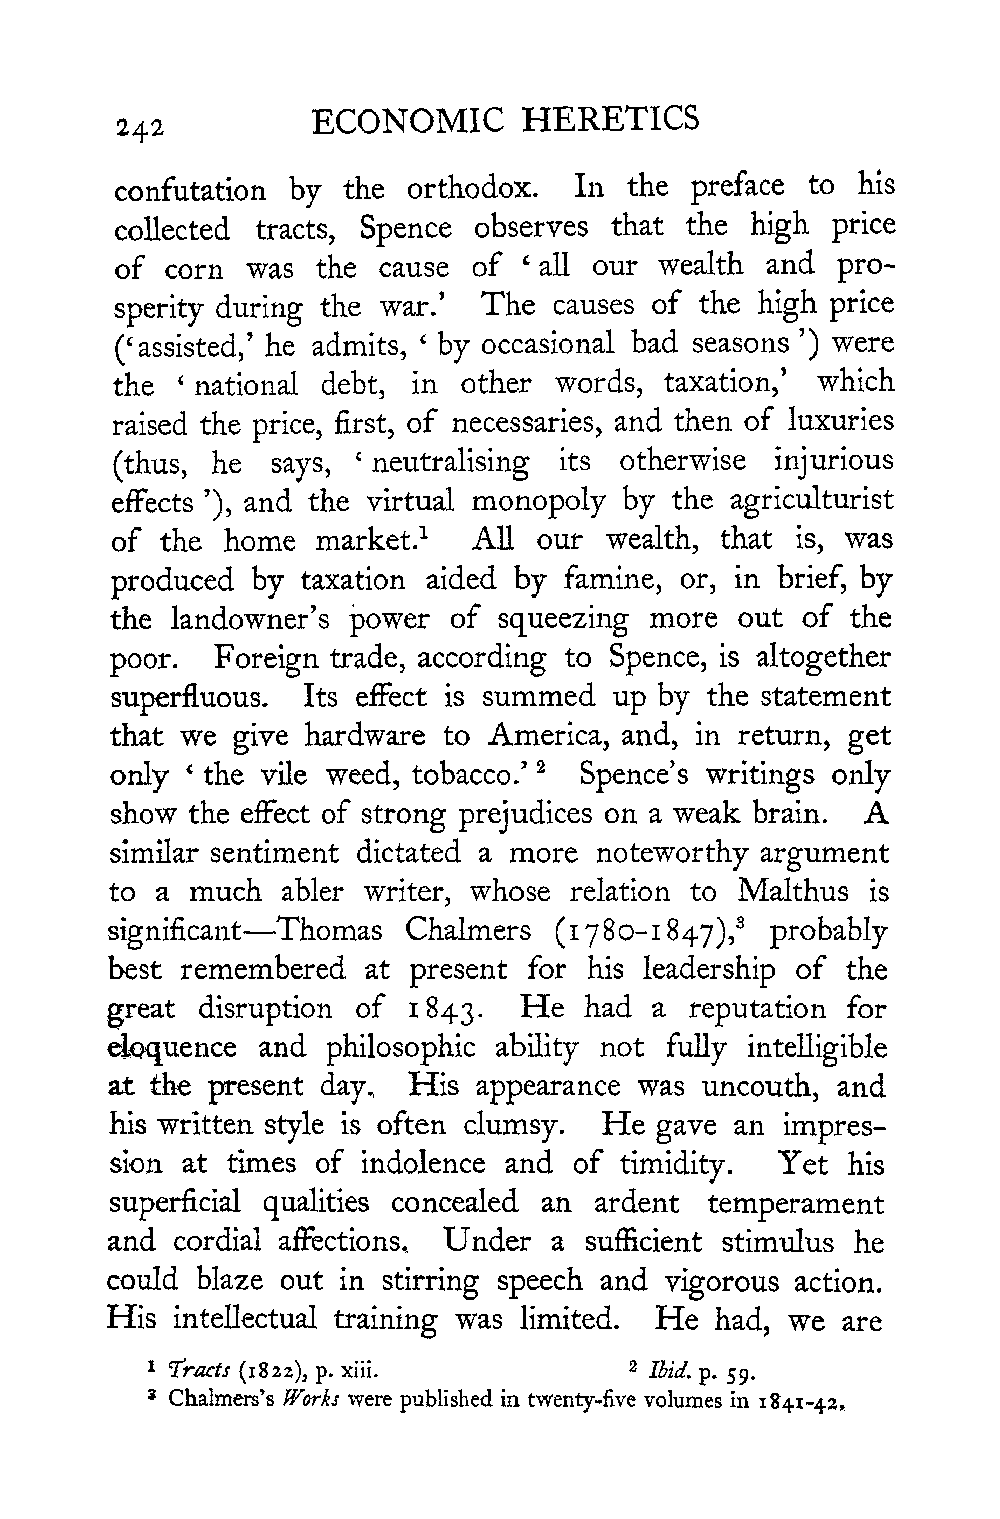 242 ECONOMIC HERETICS
confutation by the orthodox. In the preface to his
collected tracts, Spence observes that the high price
of corn was the cause of ‘ all our wealth and pro-
sperity during the war.’ The causes of the high price
(‘ assisted,’ he admits, ‘ by occasional bad seasons ’) were
the ‘ national debt, in other words, taxation,’ which
raised the price, first, of necessaries, and then of luxuries
(thus, he says, ‘ neutralising its otherwise injurious
effects ’), and the virtual monopoly by the agriculturist
of the home market.¹ All our wealth, that is, was
produced by taxation aided by famine, or, in brief, by
the landowner’s power of squeezing more out of the
poor. Foreign trade, according to Spence, is altogether
superfluous. Its effect is summed up by the statement
that we give hardware to America, and, in return, get
only ‘ the vile weed, tobacco.’ ² Spence’s writings only
show the effect of strong prejudices on a weak brain. A
similar sentiment dictated a more noteworthy argument
to a much abler writer, whose relation to Malthus is
significant—Thomas Chalmers (1780-1847),³ probably
best remembered at present for his leadership of the
great disruption of 1843. He had a reputation for
eloquence and philosophic ability not fully intelligible
at the present day. His appearance was uncouth, and
his written style is often clumsy. He gave an impres-
sion at times of indolence and of timidity. Yet his
superficial qualities concealed an ardent temperament
and cordial affections. Under a sufficient stimulus he
could blaze out in stirring speech and vigorous action.
His intellectual training was limited. He had, we are
¹ Tracts (1822), p. xiii. ² Ibid. p. 59.
³ Chalmers’s Works were published in twenty-five volumes in 1841-42.